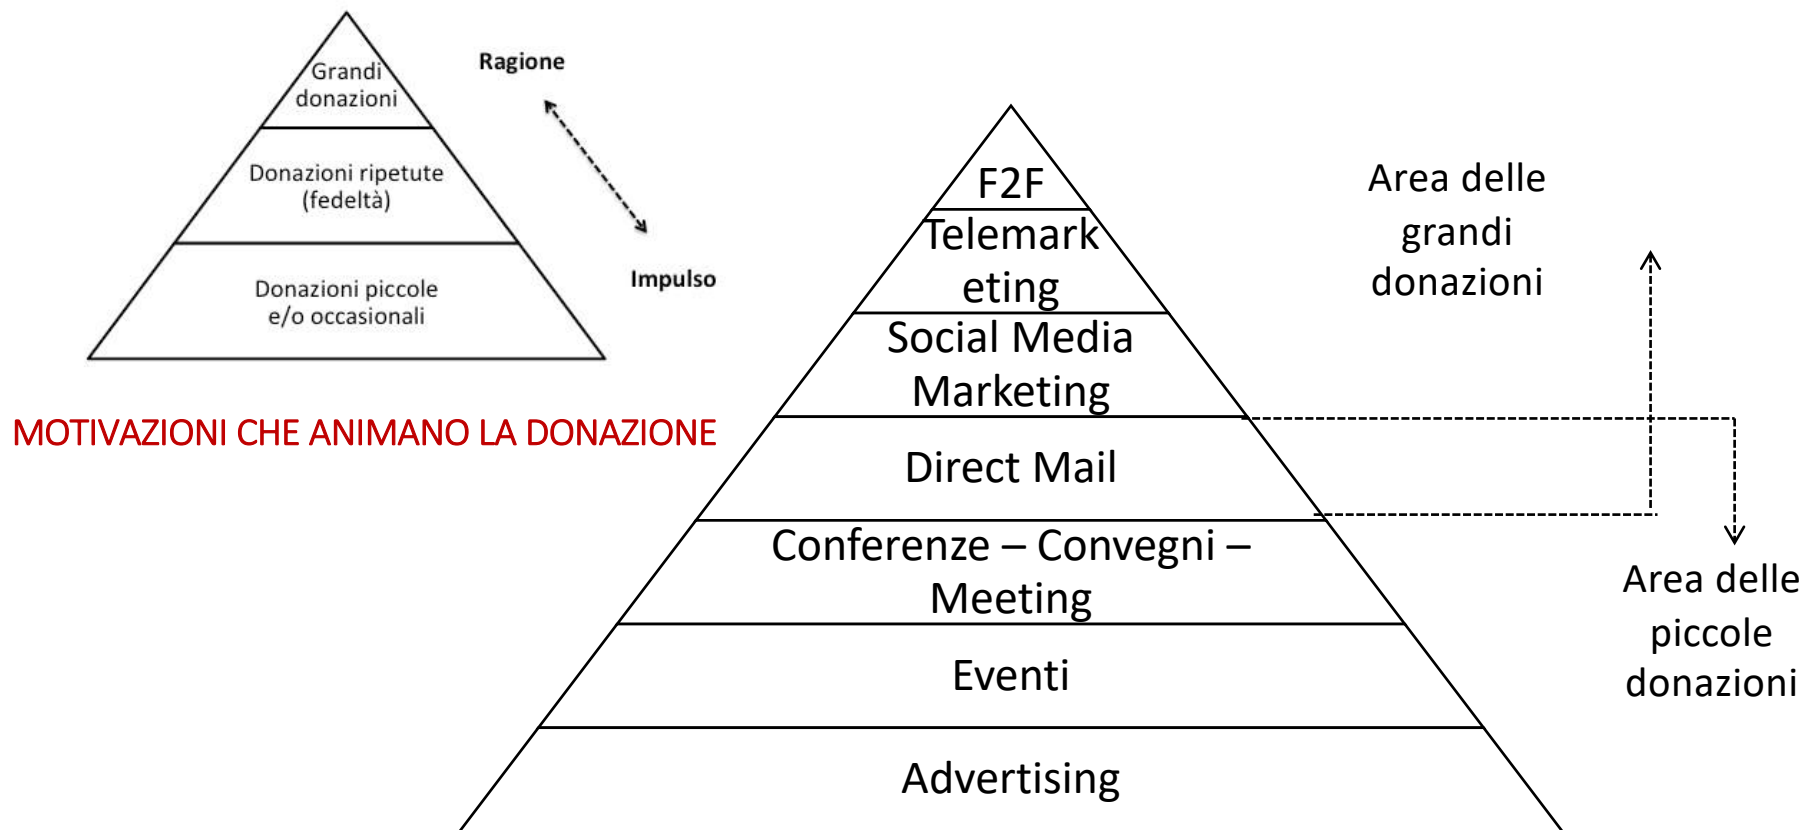 Grandi
donazioni
Donazioni ripetute
(fedeltà)
Donazioni piccole
e/o occasionali
Ragione
Impulso
MOTIVAZIONI CHE ANIMANO LA DONAZIONE
F2F
Telemark
eting
Social Media
Marketing
Direct Mail
Conferenze – Convegni –
Meeting
Eventi
Advertising
Area delle
grandi
donazioni
Area delle
piccole
donazioni